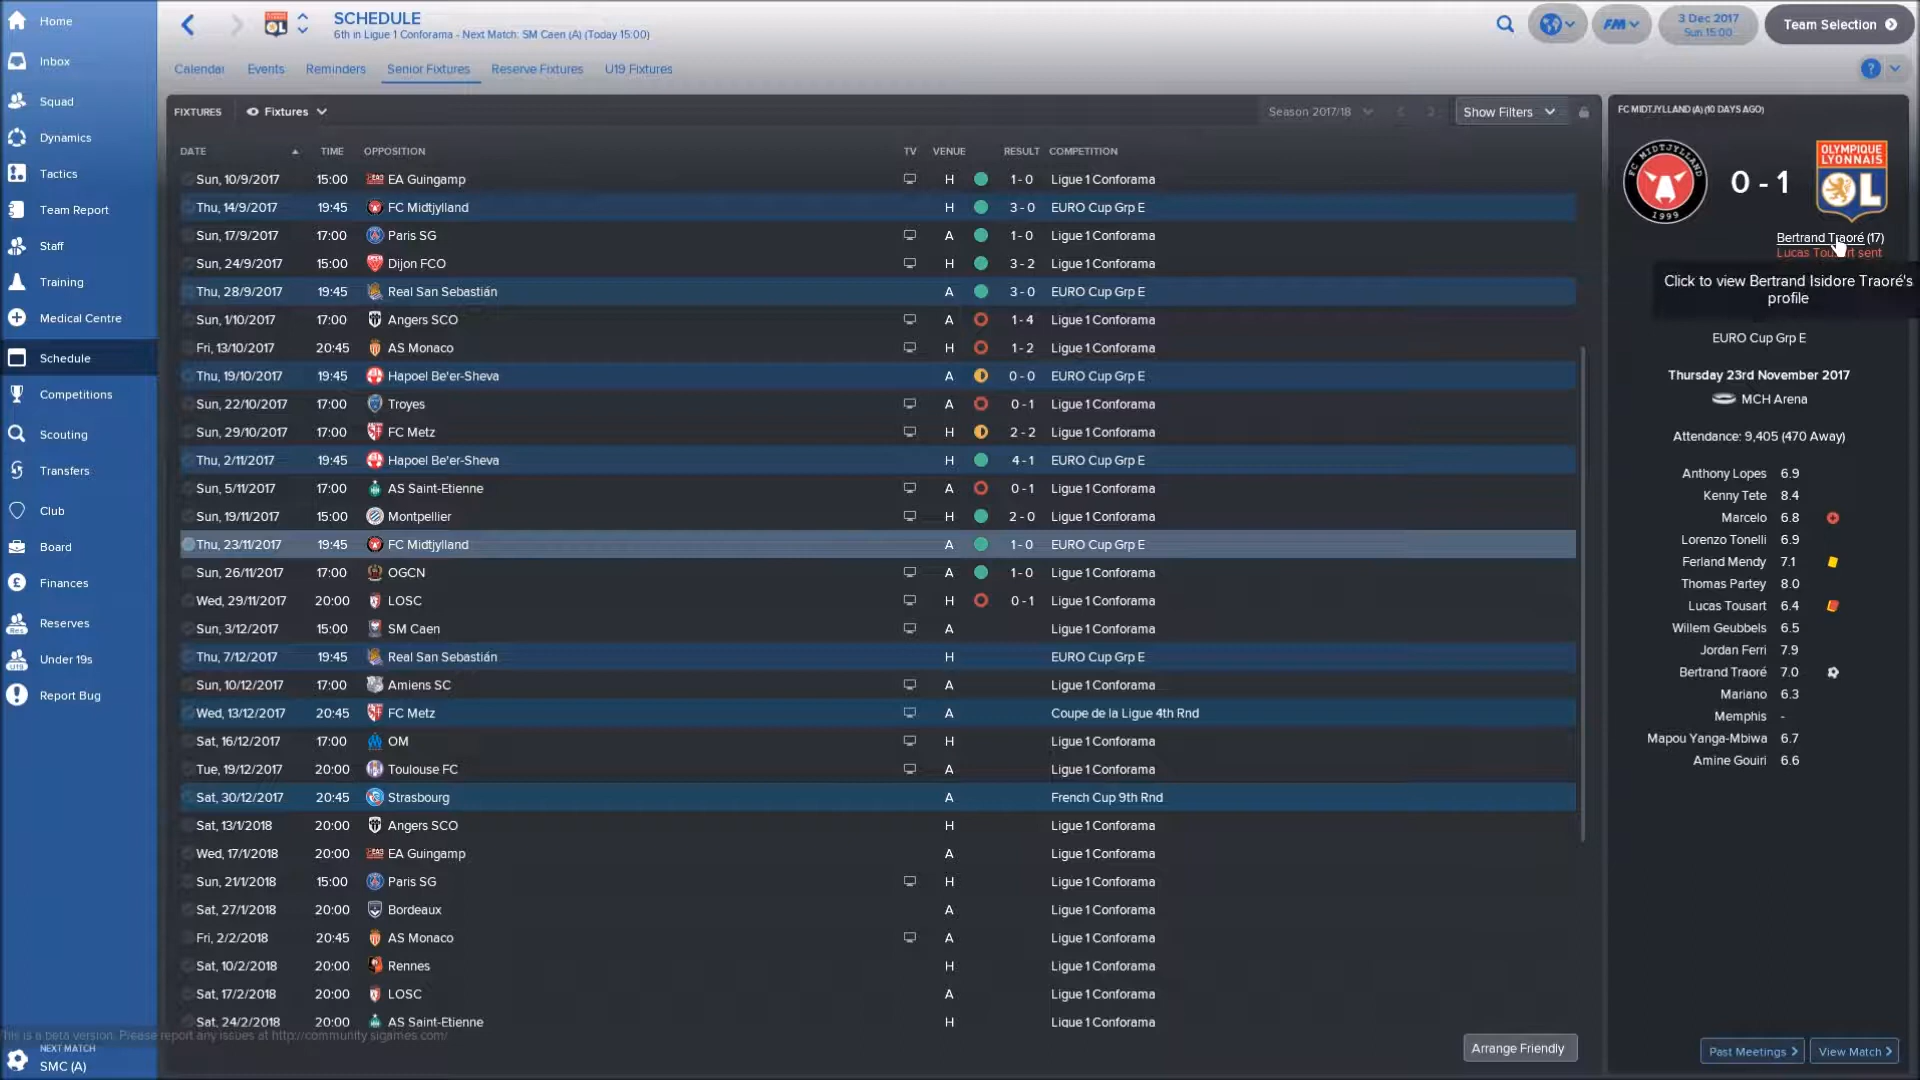 Home
Inbox
Squad
Dynamics
Tactics
Team Report
Staff
Training
Medical Centre
Schedule
Competitions
Scouting
Transfers
Club
Board
Finances
Reserves
Under 19s
Report Bug
This is a beta version. Please report any issues at http://community.sigames.com/
NEXT MATCH
SMC (A)
SCHEDULE
6th in Ligue 1 Conforama - Next Match: SM Caen (A) (Today 15:00)
FM
3 Dec 2017
Sun 15:00
Team Selection
Calendar Events Reminders Senior Fixtures Reserve Fixtures U19 Fixtures
FIXTURES Fixtures Season 2017/18 Show Filters
DATE TIME OPPOSITION TV VENUE RESULT COMPETITION
Sun, 10/9/2017 15:00 EA Guingamp H 1 - 0 Ligue 1 Conforama
Thu, 14/9/2017 19:45 FC Midtjylland H 3 - 0 EURO Cup Grp E
Sun, 17/9/2017 17:00 Paris SG A 1 - 0 Ligue 1 Conforama
Sun, 24/9/2017 15:00 Dijon FCO H 3 - 2 Ligue 1 Conforama
Thu, 28/9/2017 19:45 Real San Sebastián A 3 - 0 EURO Cup Grp E
Sun, 1/10/2017 17:00 Angers SCO A 1 - 4 Ligue 1 Conforama
Fri, 13/10/2017 20:45 AS Monaco H 1 - 2 Ligue 1 Conforama
Thu, 19/10/2017 19:45 Hapoel Be'er-Sheva A 0 - 0 EURO Cup Grp E
Sun, 22/10/2017 17:00 Troyes A 0 - 1 Ligue 1 Conforama
Sun, 29/10/2017 17:00 FC Metz H 2 - 2 Ligue 1 Conforama
Thu, 2/11/2017 19:45 Hapoel Be'er-Sheva H 4 - 1 EURO Cup Grp E
Sun, 5/11/2017 17:00 AS Saint-Etienne A 0 - 1 Ligue 1 Conforama
Sun, 19/11/2017 15:00 Montpellier H 2 - 0 Ligue 1 Conforama
Thu, 23/11/2017 19:45 FC Midtjylland A 1 - 0 EURO Cup Grp E
Sun, 26/11/2017 17:00 OGCN A 1 - 0 Ligue 1 Conforama
Wed, 29/11/2017 20:00 LOSC H 0 - 1 Ligue 1 Conforama
Sun, 3/12/2017 15:00 SM Caen A Ligue 1 Conforama
Thu, 7/12/2017 19:45 Real San Sebastián H EURO Cup Grp E
Sun, 10/12/2017 17:00 Amiens SC A Ligue 1 Conforama
Wed, 13/12/2017 20:45 FC Metz A Coupe de la Ligue 4th Rnd
Sat, 16/12/2017 17:00 OM H Ligue 1 Conforama
Tue, 19/12/2017 20:00 Toulouse FC A Ligue 1 Conforama
Sat, 30/12/2017 20:45 Strasbourg A French Cup 9th Rnd
Sat, 13/1/2018 20:00 Angers SCO H Ligue 1 Conforama
Wed, 17/1/2018 20:00 EA Guingamp A Ligue 1 Conforama
Sun, 21/1/2018 15:00 Paris SG H Ligue 1 Conforama
Sat, 27/1/2018 20:00 Bordeaux A Ligue 1 Conforama
Fri, 2/2/2018 20:45 AS Monaco A Ligue 1 Conforama
Sat, 10/2/2018 20:00 Rennes H Ligue 1 Conforama
Sat, 17/2/2018 20:00 LOSC A Ligue 1 Conforama
Sat, 24/2/2018 20:00 AS Saint-Etienne H Ligue 1 Conforama
Arrange Friendly
FC MIDTJYLLAND (A) (10 DAYS AGO)
FC MIDTJYLLAND
1999
0 - 1
OLYMPIQUE
LYONNAIS
OL
Bertrand Traoré (17)
Lucas Tousart sent
Click to view Bertrand Isidore Traoré's
profile
EURO Cup Grp E
Thursday 23rd November 2017
MCH Arena
Attendance: 9,405 (470 Away)
Anthony Lopes 6.9
Kenny Tete 8.4
Marcelo 6.8
Lorenzo Tonelli 6.9
Ferland Mendy 7.1
Thomas Partey 8.0
Lucas Tousart 6.4
Willem Geubbels 6.5
Jordan Ferri 7.9
Bertrand Traoré 7.0
Mariano 6.3
Memphis -
Mapou Yanga-Mbiwa 6.7
Amine Gouiri 6.6
Past Meetings View Match